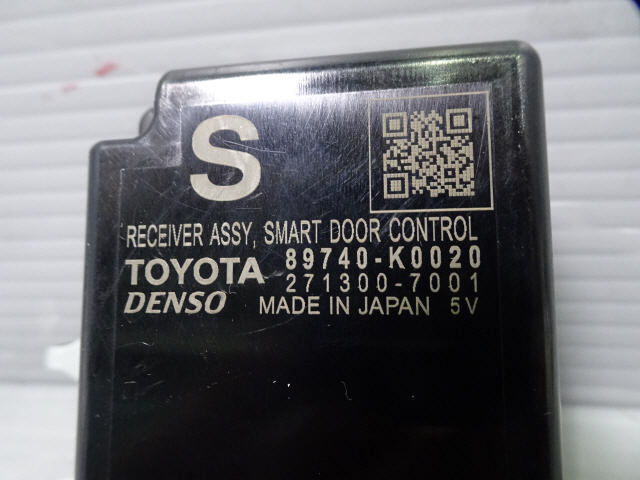 S
RECEIVER ASSY, SMART DOOR CONTROL
TOYOTA 89740-K0020
271300-7001
DENSO MADE IN JAPAN 5V